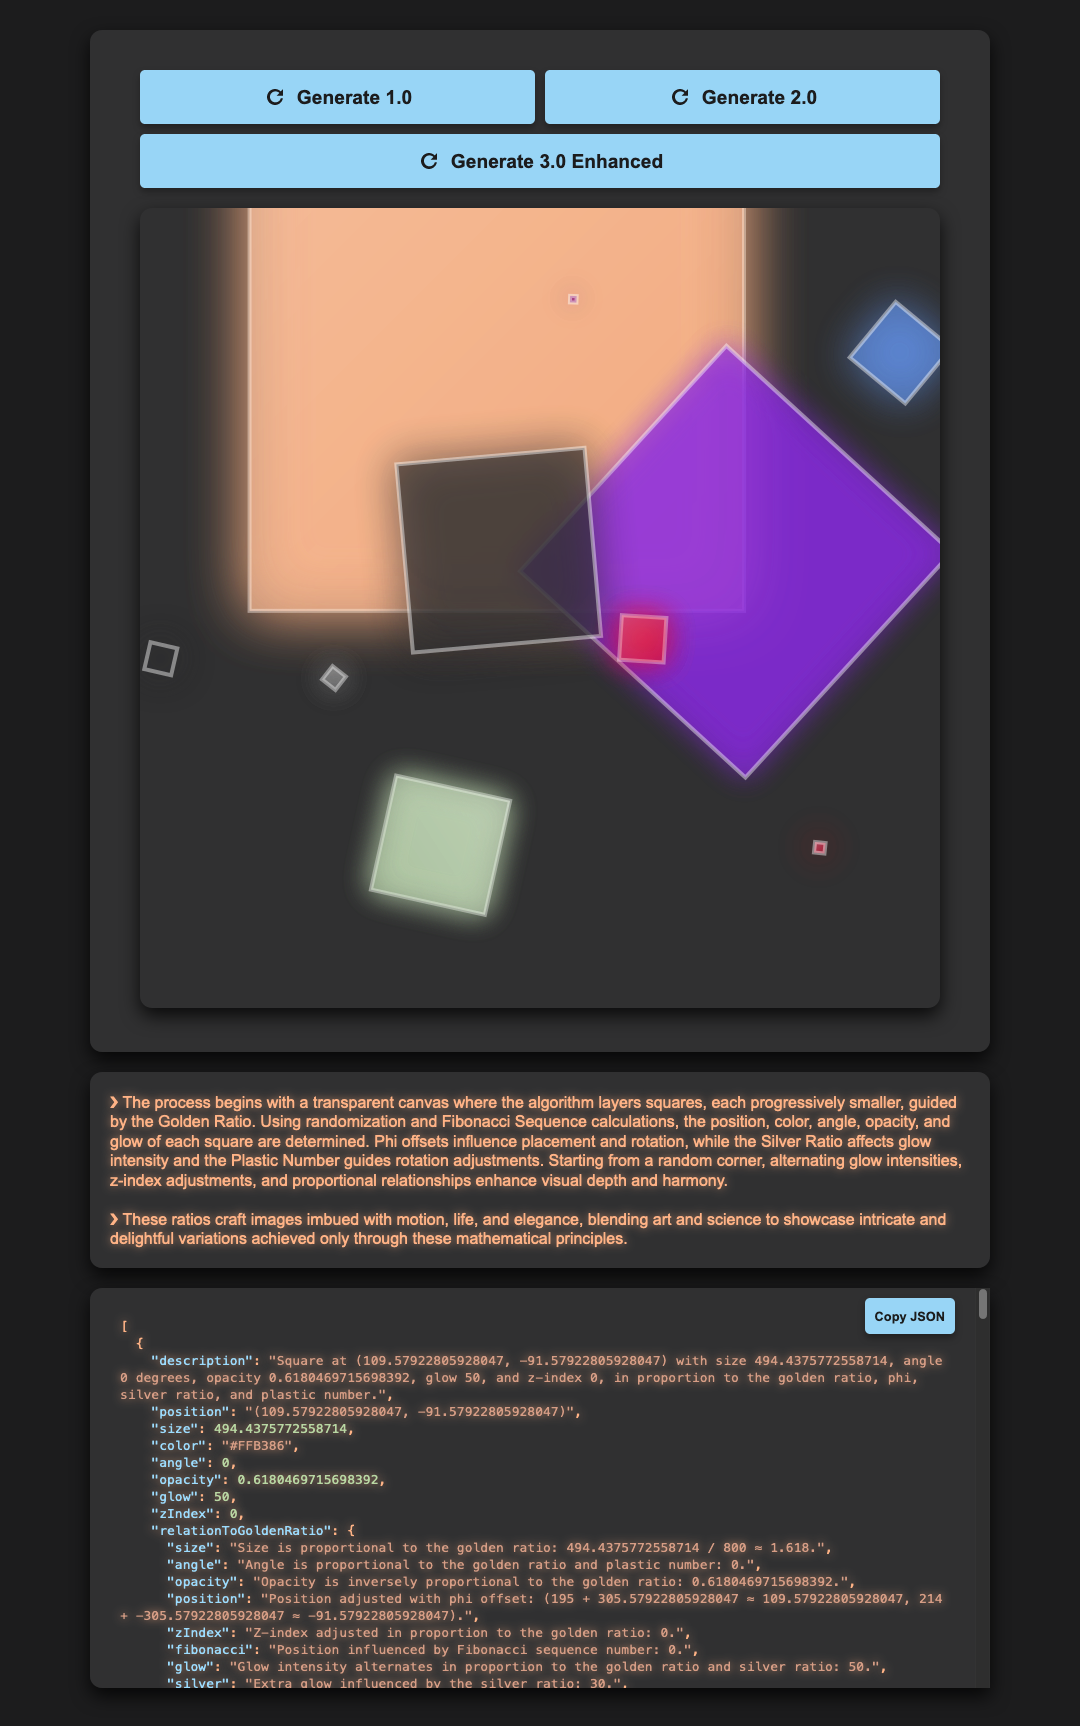 Generate 1.0
Generate 2.0
Generate 3.0 Enhanced
❯ The process begins with a transparent canvas where the algorithm layers squares, each progressively smaller, guided
by the Golden Ratio. Using randomization and Fibonacci Sequence calculations, the position, color, angle, opacity, and
glow of each square are determined. Phi offsets influence placement and rotation, while the Silver Ratio affects glow
intensity and the Plastic Number guides rotation adjustments. Starting from a random corner, alternating glow intensities,
z-index adjustments, and proportional relationships enhance visual depth and harmony.
❯ These ratios craft images imbued with motion, life, and elegance, blending art and science to showcase intricate and
delightful variations achieved only through these mathematical principles.
Copy JSON
[
{
"description": "Square at (109.57922805928047, -91.57922805928047) with size 494.4375772558714, angle
0 degrees, opacity 0.6180469715698392, glow 50, and z-index 0, in proportion to the golden ratio, phi,
silver ratio, and plastic number.",
"position": "(109.57922805928047, -91.57922805928047)",
"size": 494.4375772558714,
"color": "#FFB386",
"angle": 0,
"opacity": 0.6180469715698392,
"glow": 50,
"zIndex": 0,
"relationToGoldenRatio": {
"size": "Size is proportional to the golden ratio: 494.4375772558714 / 800 ≈ 1.618.",
"angle": "Angle is proportional to the golden ratio and plastic number: 0.",
"opacity": "Opacity is inversely proportional to the golden ratio: 0.6180469715698392.",
"position": "Position adjusted with phi offset: (195 + 305.57922805928047 ≈ 109.57922805928047, 214
+ -305.57922805928047 ≈ -91.57922805928047).",
"zIndex": "Z-index adjusted in proportion to the golden ratio: 0.",
"fibonacci": "Position influenced by Fibonacci sequence number: 0.",
"glow": "Glow intensity alternates in proportion to the golden ratio and silver ratio: 50.",
"silver": "Extra glow influenced by the silver ratio: 30.",